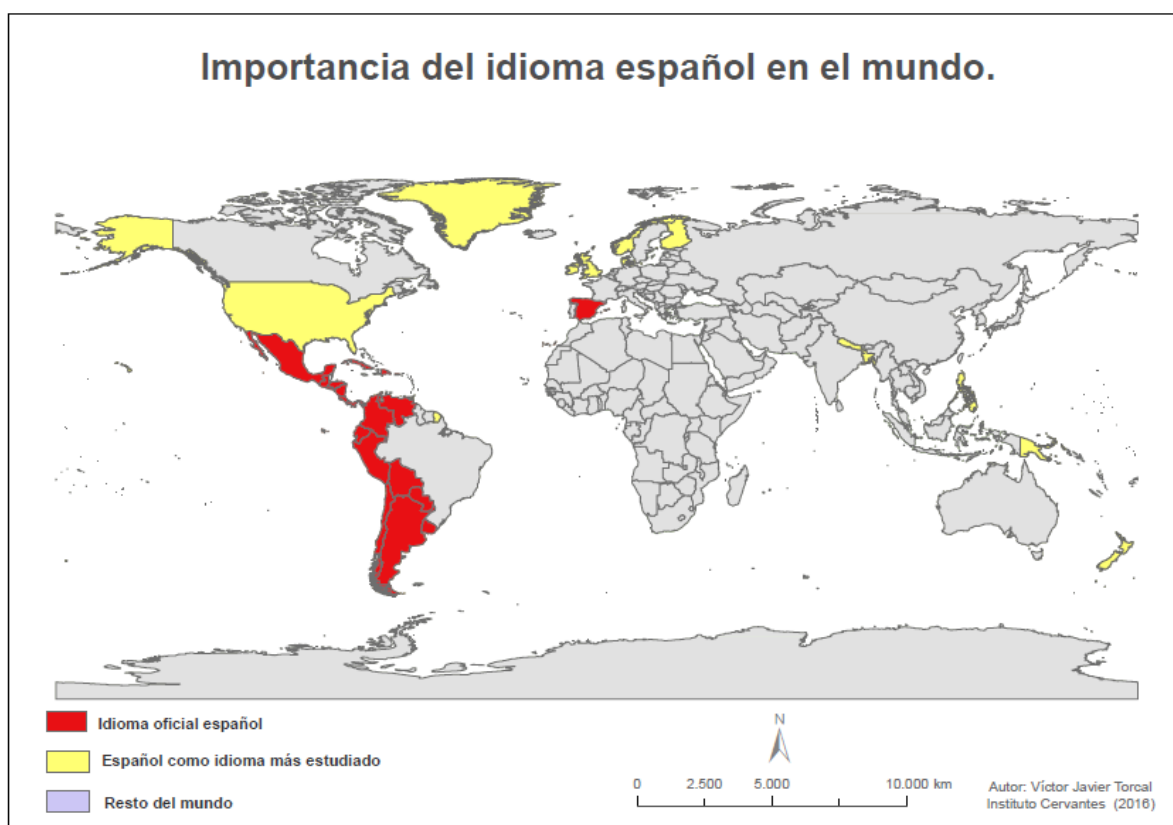 Importancia del idioma español en el mundo.
Idioma oficial español
Español como idioma más estudiado
Resto del mundo
N
0 2.500 5.000 10.000 km
Autor: Víctor Javier Torcal
Instituto Cervantes (2016)